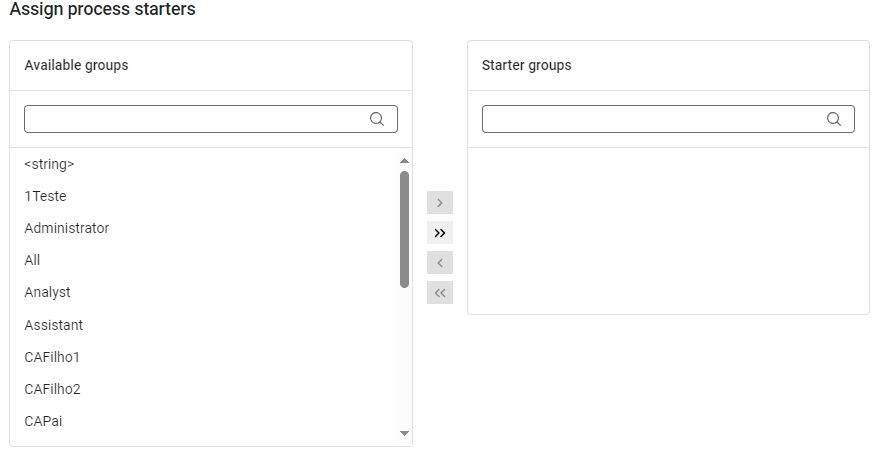 Assign process starters
Available groups
Starter groups
<string>
1Teste
Administrator
All
Analyst
Assistant
CAFilho1
CAFilho2
CAPai